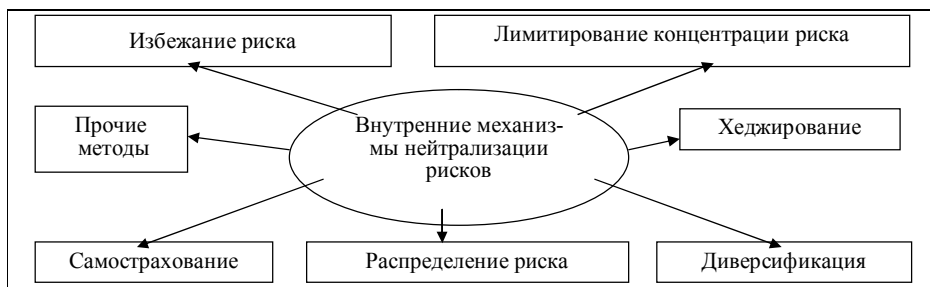 Избежание риска
Лимитирование концентрации риска
Прочие
методы
Внутренние механиз-
мы нейтрализации
рисков
Хеджирование
Самострахование
Распределение риска
Диверсификация